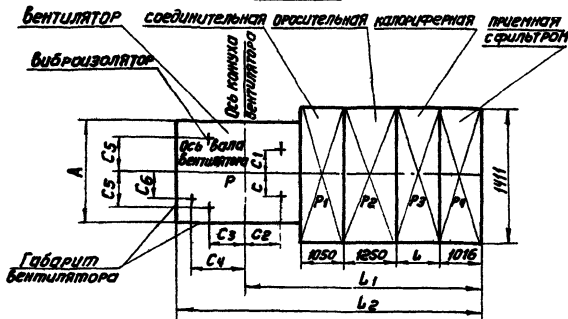 Вентилятор
соединительная
оросительная
калориферная
приемная
с фильтром
Виброизолятор
Ось кожуха
вентилятора
Ось вала
вентилятора
P
A
C5
C5
C6
C1
C
C3
C2
C4
P1
P2
P3
P4
1411
1050
1250
L
1016
L1
L2
Габарит
вентилятора